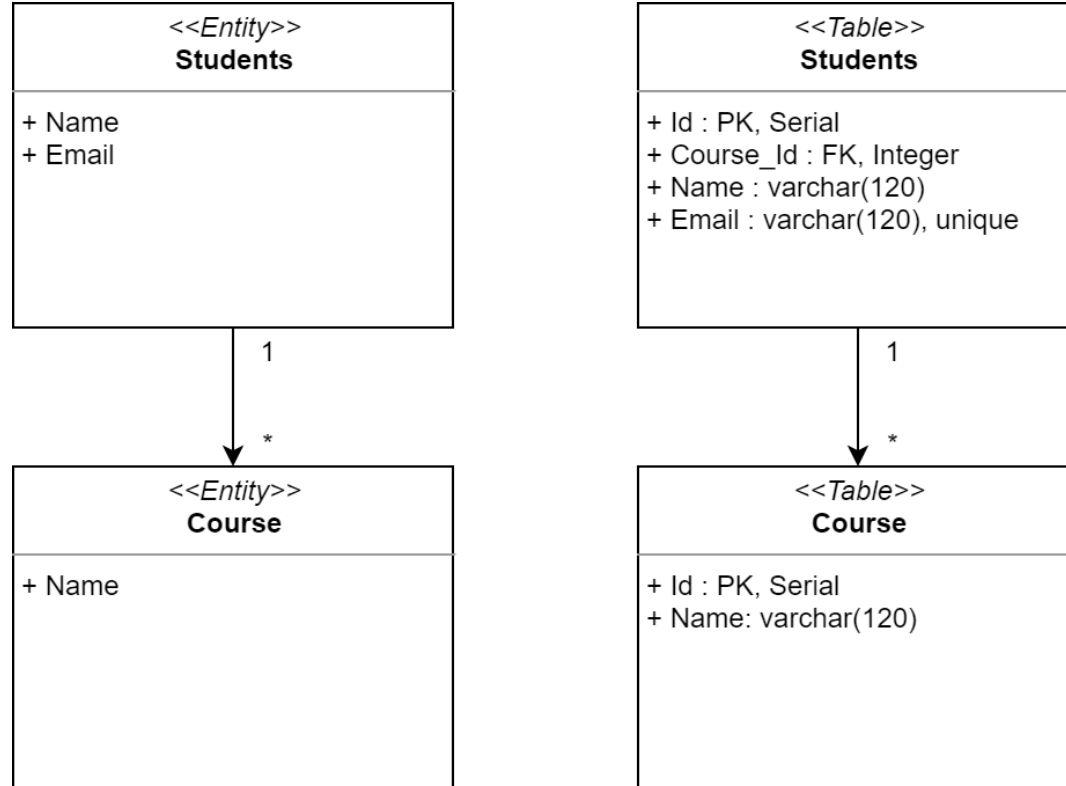 <<Entity>>
Students
+ Name
+ Email
1
*
<<Entity>>
Course
+ Name
<<Table>>
Students
+ Id : PK, Serial
+ Course_Id : FK, Integer
+ Name : varchar(120)
+ Email : varchar(120), unique
1
*
<<Table>>
Course
+ Id : PK, Serial
+ Name: varchar(120)